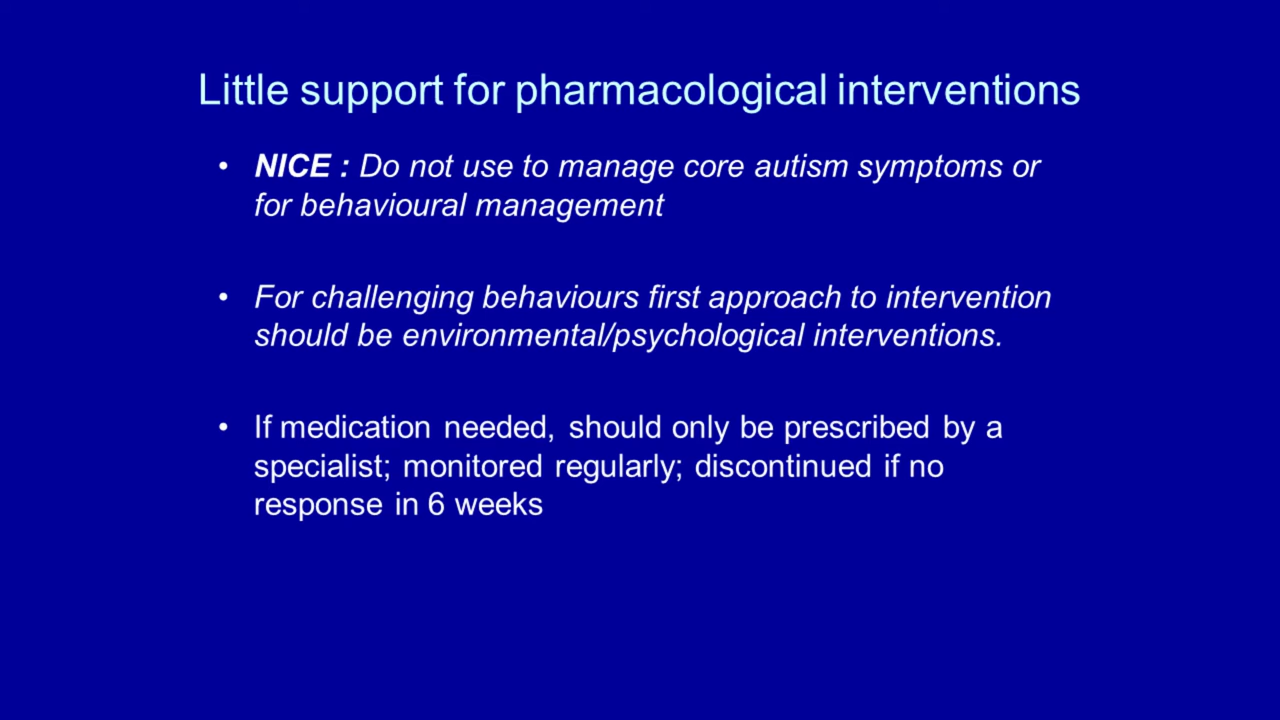 Little support for pharmacological interventions
• NICE : Do not use to manage core autism symptoms or
for behavioural management
• For challenging behaviours first approach to intervention
should be environmental/psychological interventions.
• If medication needed, should only be prescribed by a
specialist; monitored regularly; discontinued if no
response in 6 weeks